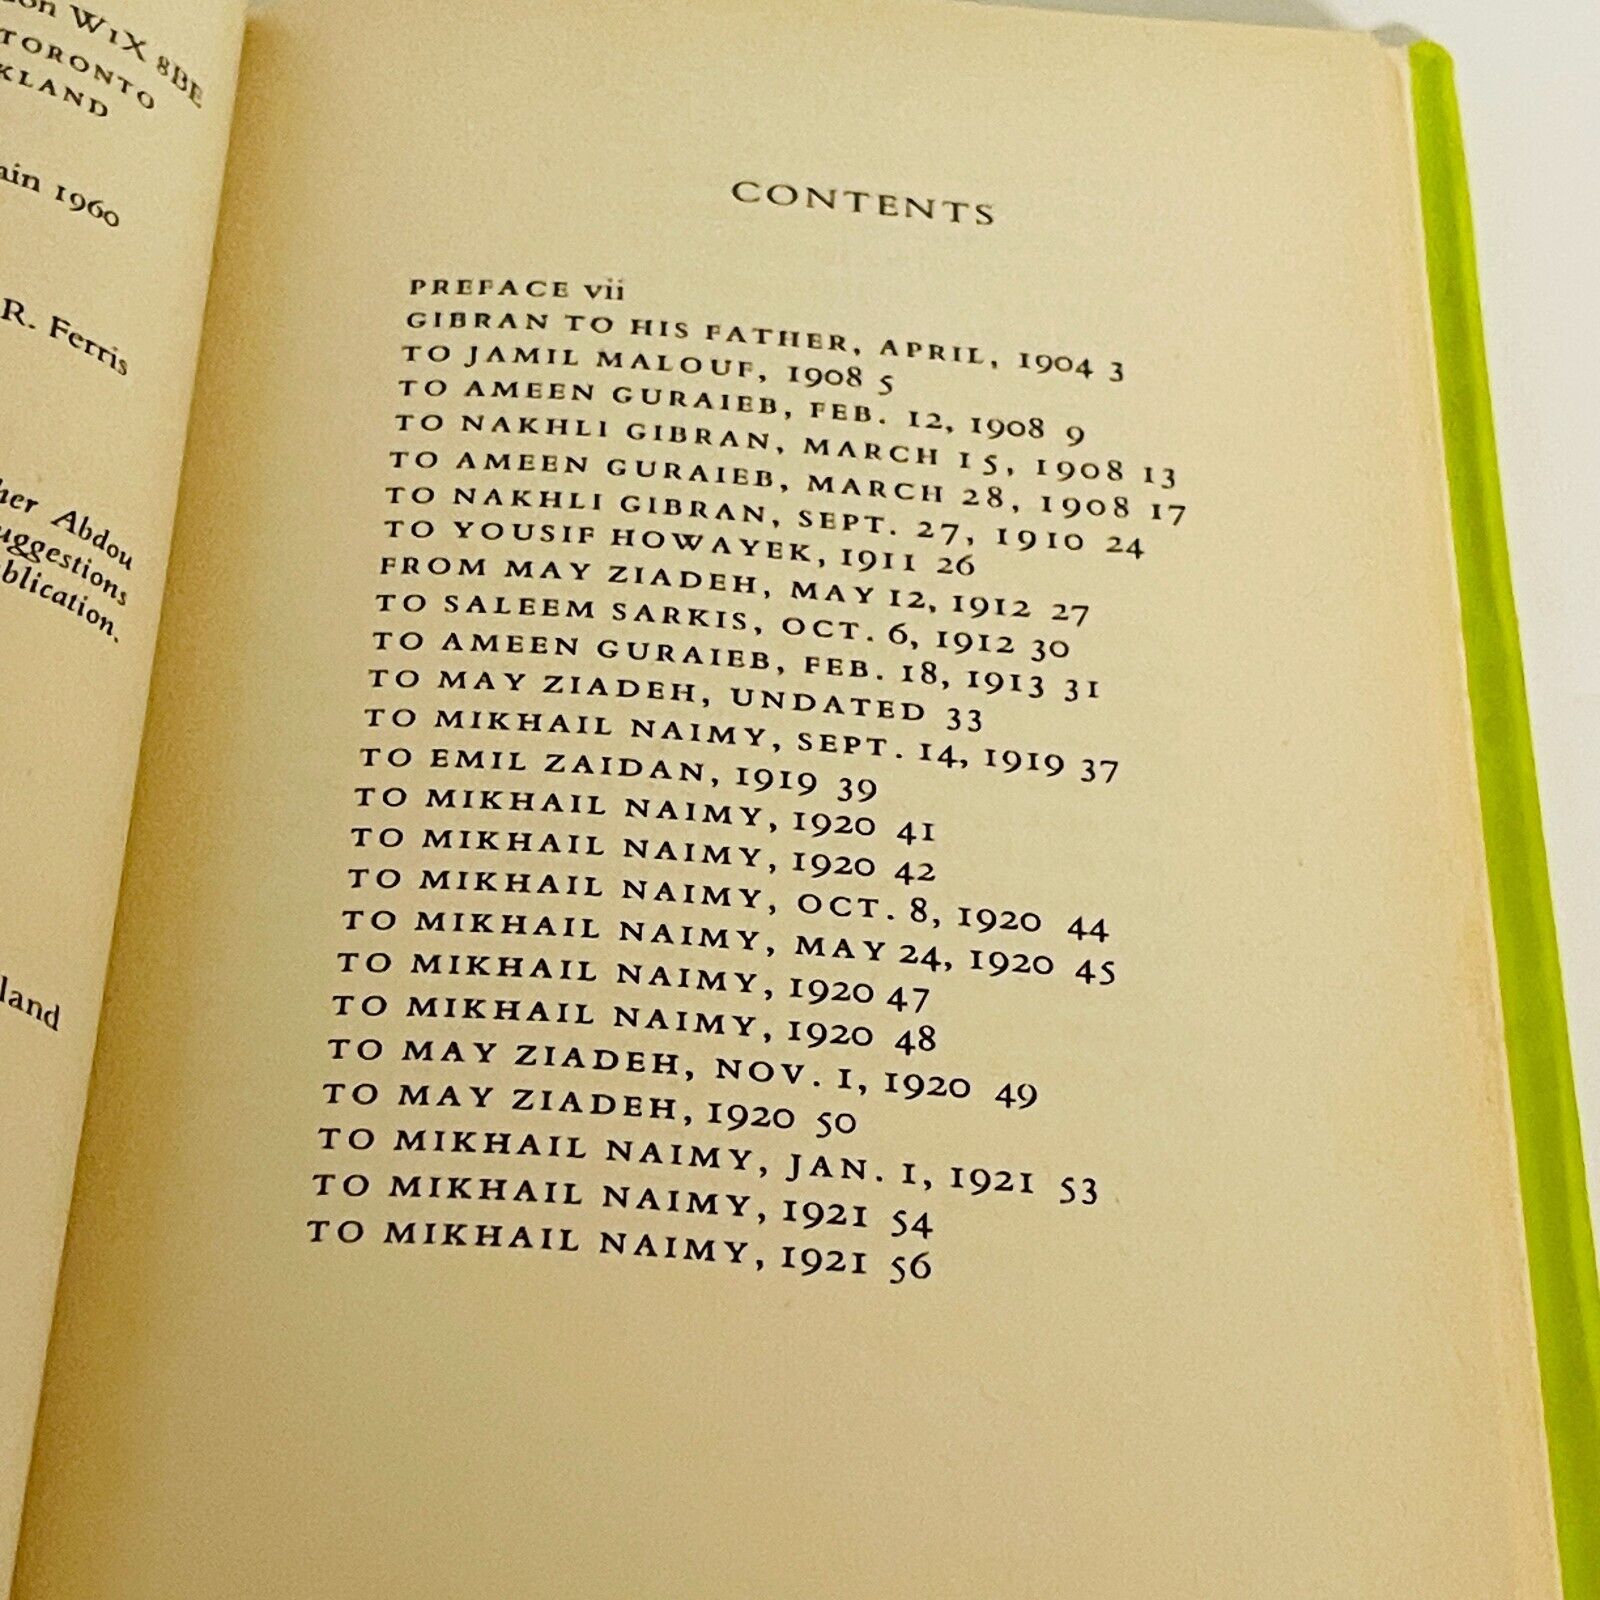 WIX 8BE
TORONTO
1960
R. Ferris
Abdou
land
CONTENTS
PREFACE vii
GIBRAN TO HIS FATHER, APRIL, 1904 3
TO JAMIL MALOUF, 1908 5
TO AMEEN GURAIEB, FEB. 12, 1908 9
TO NAKHLI GIBRAN, MARCH 15, 1908 13
TO AMEEN GURAIEB, MARCH 28, 1908 17
TO NAKHLI GIBRAN, SEPT. 27, 1910 24
TO YOUSIF HOWAYEK, 1911 26
FROM MAY ZIADEH, MAY 12, 1912 27
TO SALEEM SARKIS, OCT. 6, 1912 30
TO AMEEN GURAIEB, FEB. 18, 1913 31
TO MAY ZIADEH, UNDATED 33
TO MIKHAIL NAIMY, SEPT. 14, 1919 37
TO EMIL ZAIDAN, 1919 39
TO MIKHAIL NAIMY, 1920 41
TO MIKHAIL NAIMY, 1920 42
TO MIKHAIL NAIMY, OCT. 8, 1920 44
TO MIKHAIL NAIMY, MAY 24, 1920 45
TO MIKHAIL NAIMY, 1920 47
TO MIKHAIL NAIMY, 1920 48
TO MAY ZIADEH, NOV. 1, 1920 49
TO MAY ZIADEH, 1920 50
TO MIKHAIL NAIMY, JAN. 1, 1921 53
TO MIKHAIL NAIMY, 1921 54
TO MIKHAIL NAIMY, 1921 56